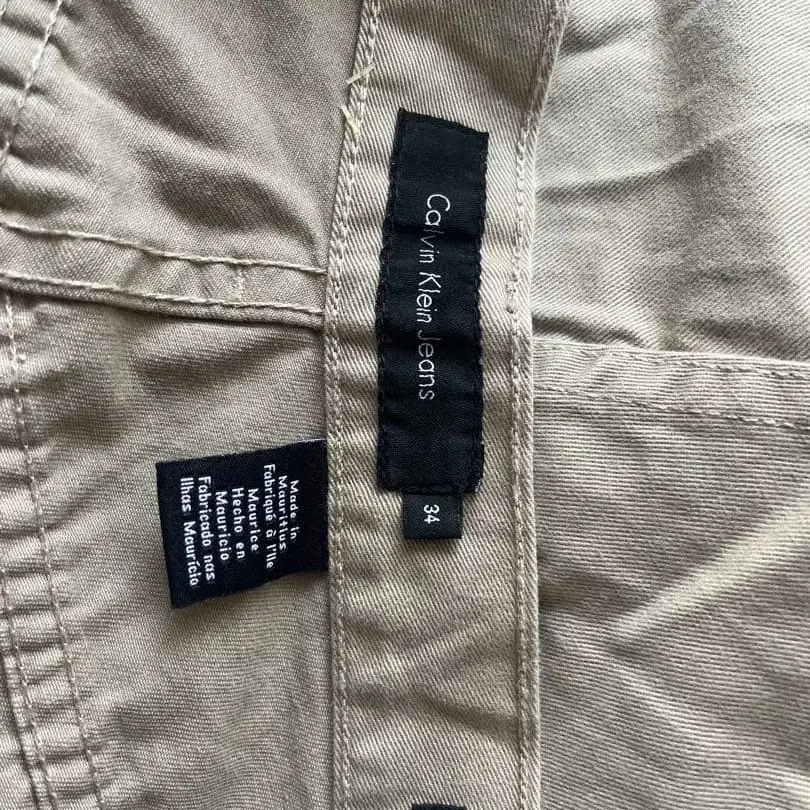 Calvin Klein Jeans
34
Made in
Mauritius
Fabriqué à l'Ile
Maurice
Hecho en
Mauricio
Fabricado nas
Ilhas Maurício